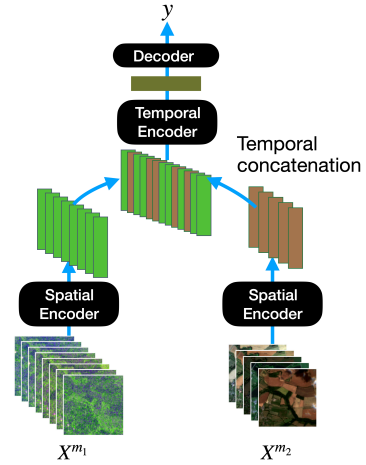 y
Decoder
Temporal
Encoder
Temporal
concatenation
Spatial
Encoder
Spatial
Encoder
X^{m_1}
X^{m_2}